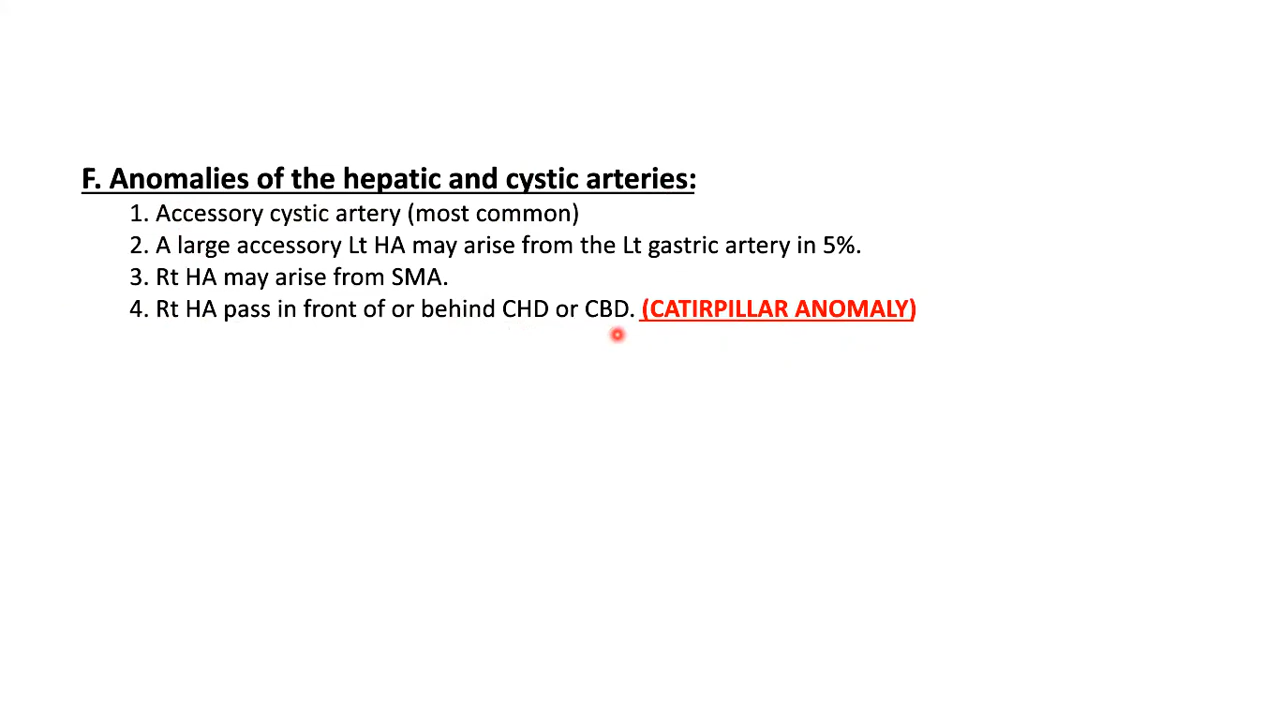 F. Anomalies of the hepatic and cystic arteries:
1. Accessory cystic artery (most common)
2. A large accessory Lt HA may arise from the Lt gastric artery in 5%.
3. Rt HA may arise from SMA.
4. Rt HA pass in front of or behind CHD or CBD. (CATIRPILLAR ANOMALY)